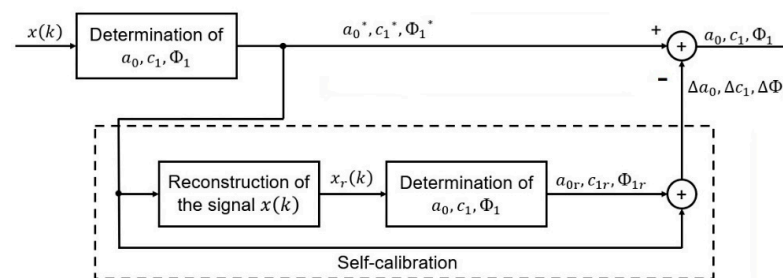 x(k)
Determination of
a₀, c₁, Φ₁
a₀*, c₁*, Φ₁*
+
+
a₀, c₁, Φ₁
-
Δa₀, Δc₁, ΔΦ
Reconstruction of
the signal x(k)
xᵣ(k)
Determination of
a₀, c₁, Φ₁
a₀ᵣ, c₁ᵣ, Φ₁ᵣ
+
Self-calibration